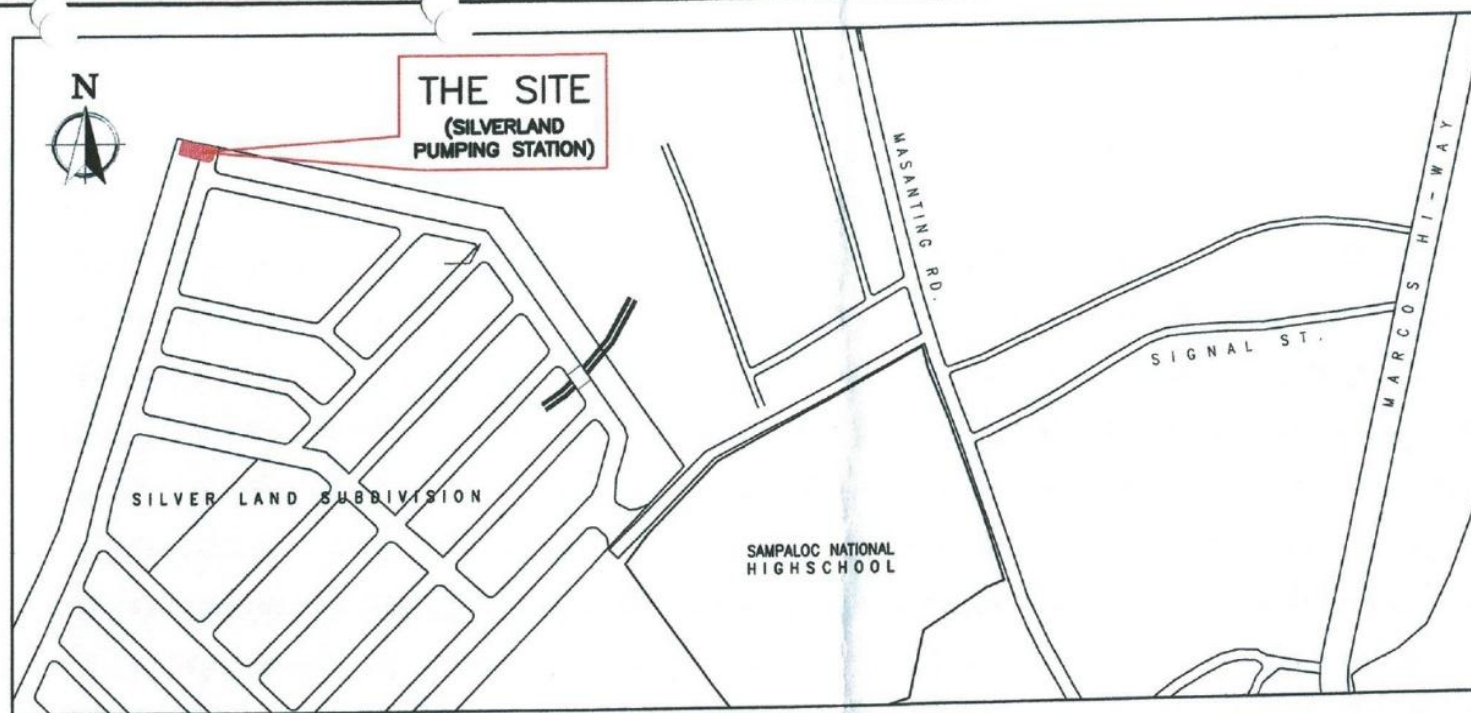 N
THE SITE
(SILVERLAND
PUMPING STATION)
MASANTING RD.
MARCOS HI-WAY
SIGNAL ST.
SILVER LAND SUBDIVISION
SAMPALOC NATIONAL
HIGHSCHOOL